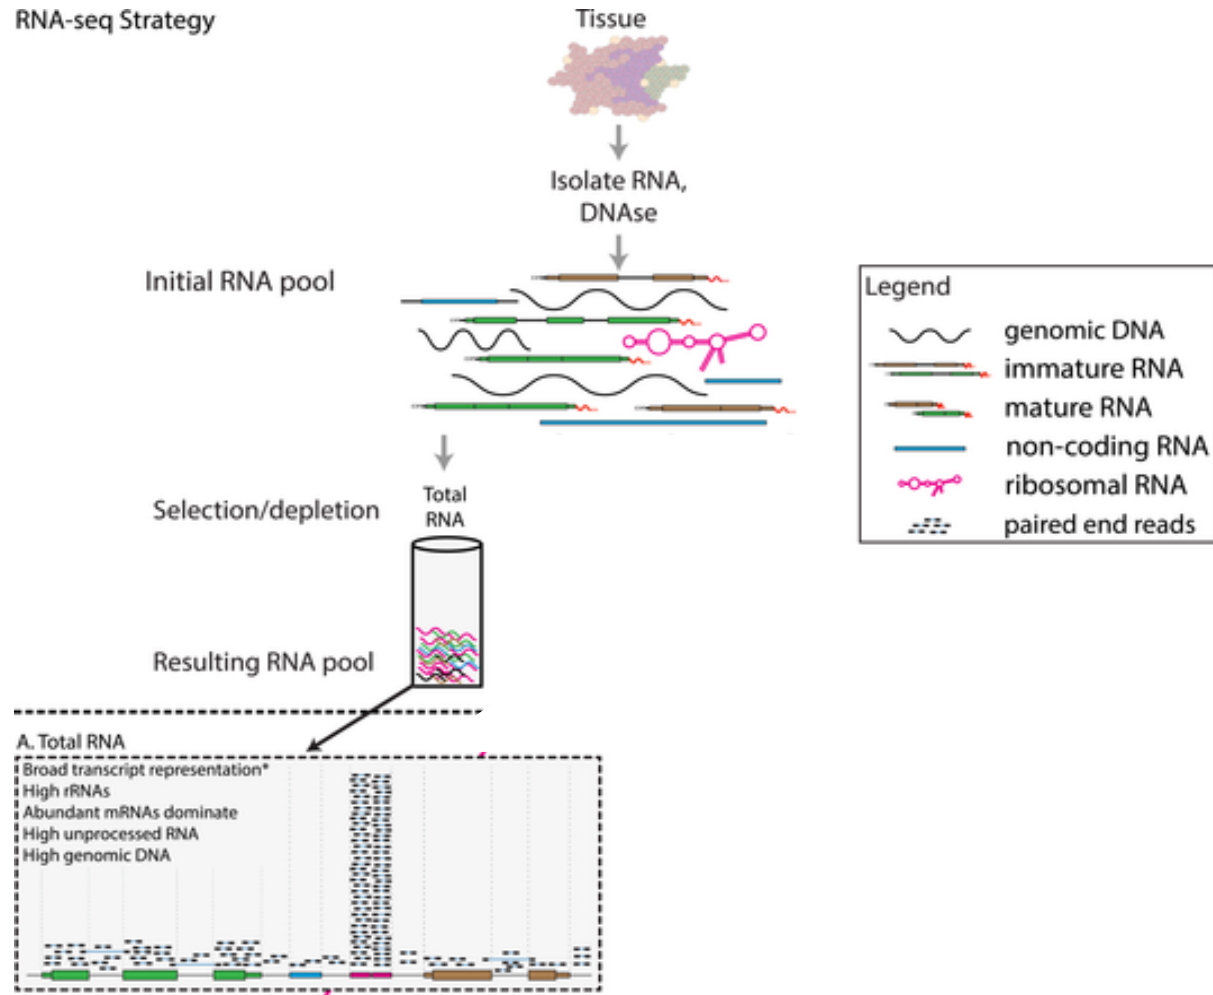 RNA-seq Strategy
Tissue
Isolate RNA,
DNAse
Initial RNA pool
Legend
genomic DNA
immature RNA
mature RNA
non-coding RNA
ribosomal RNA
paired end reads
Selection/depletion
Total
RNA
Resulting RNA pool
A. Total RNA
Broad transcript representation*
High rRNAs
Abundant mRNAs dominate
High unprocessed RNA
High genomic DNA